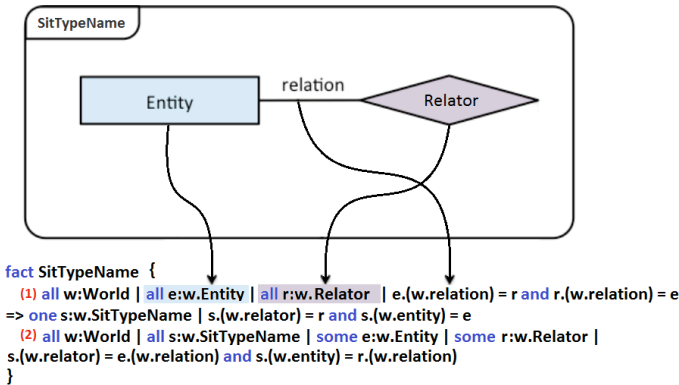 SitTypeName
Entity
relation
Relator
fact SitTypeName {
(1) all w:World | all e:w.Entity | all r:w.Relator | e.(w.relation) = r and r.(w.relation) = e
=> one s:w.SitTypeName | s.(w.relator) = r and s.(w.entity) = e
(2) all w:World | all s:w.SitTypeName | some e:w.Entity | some r:w.Relator |
s.(w.relator) = e.(w.relation) and s.(w.entity) = r.(w.relation)
}